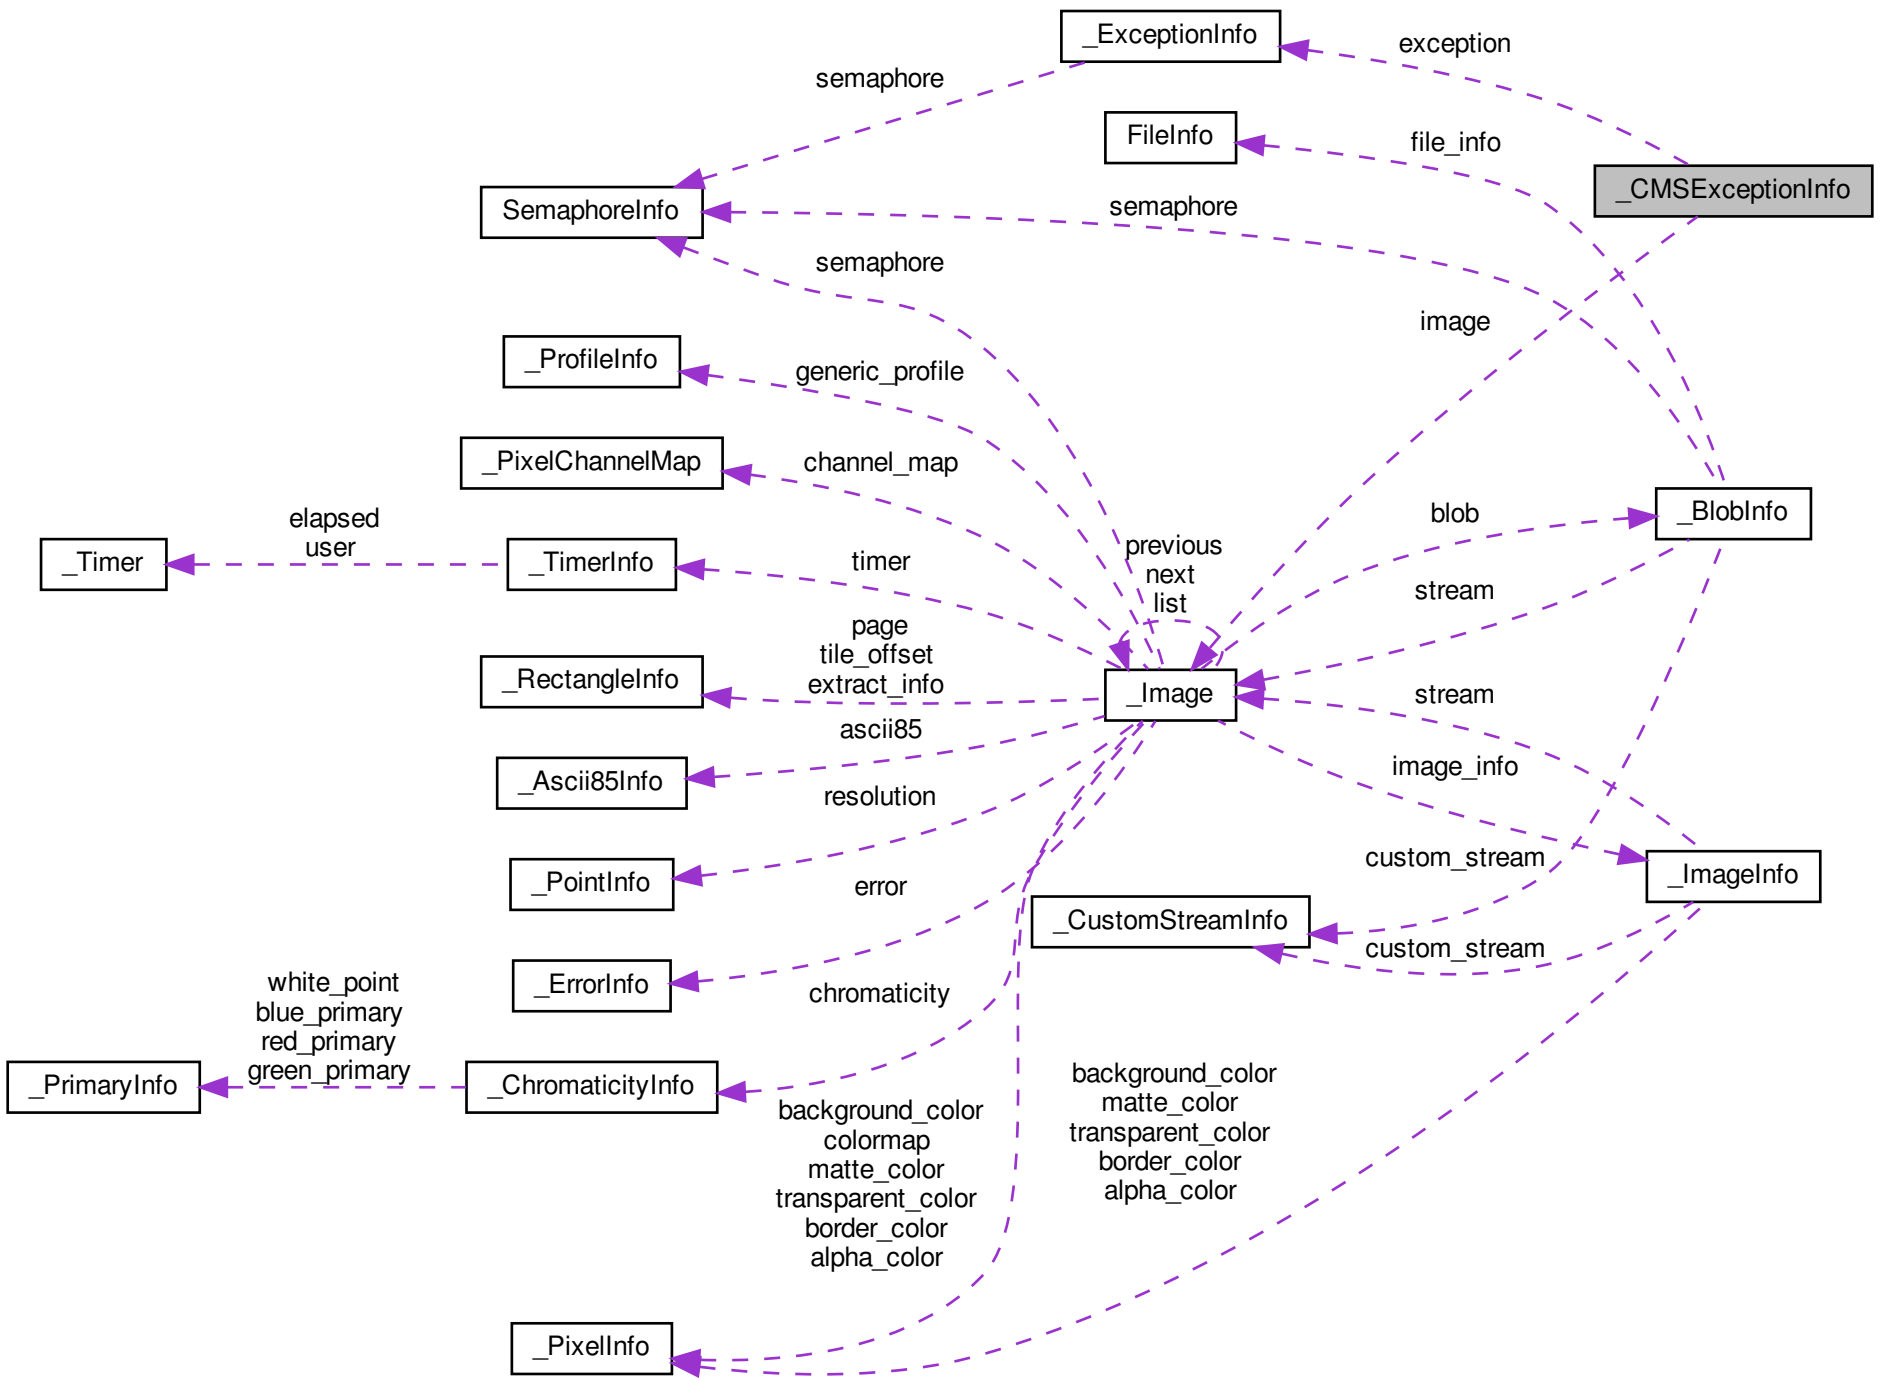 _ExceptionInfo
exception
semaphore
FileInfo
file_info
_CMSExceptionInfo
SemaphoreInfo
semaphore
semaphore
image
_ProfileInfo
generic_profile
_PixelChannelMap
channel_map
blob
_BlobInfo
elapsed
user
_Timer
_TimerInfo
timer
previous
next
list
stream
page
tile_offset
extract_info
_RectangleInfo
_Image
stream
ascii85
_Ascii85Info
resolution
image_info
_PointInfo
error
custom_stream
_ImageInfo
_CustomStreamInfo
custom_stream
_ErrorInfo
chromaticity
white_point
blue_primary
red_primary
green_primary
_PrimaryInfo
_ChromaticityInfo
background_color
matte_color
transparent_color
border_color
alpha_color
background_color
colormap
matte_color
transparent_color
border_color
alpha_color
_PixelInfo